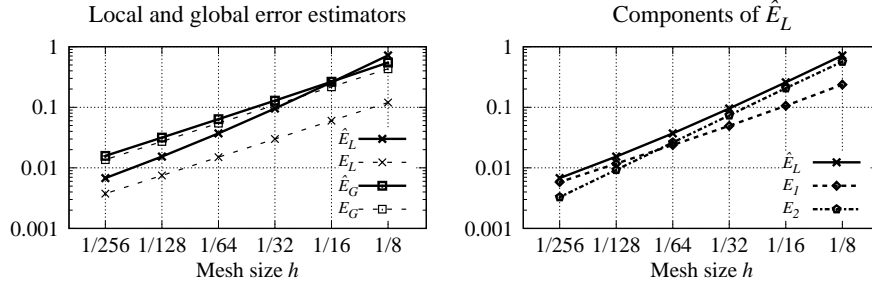 Local and global error estimators
1
0.1
0.01
0.001
Ê_L
E_L
Ê_G
E_G
1/256 1/128 1/64 1/32 1/16 1/8
Mesh size h
Components of Ê_L
1
0.1
0.01
0.001
Ê_L
E_1
E_2
1/256 1/128 1/64 1/32 1/16 1/8
Mesh size h